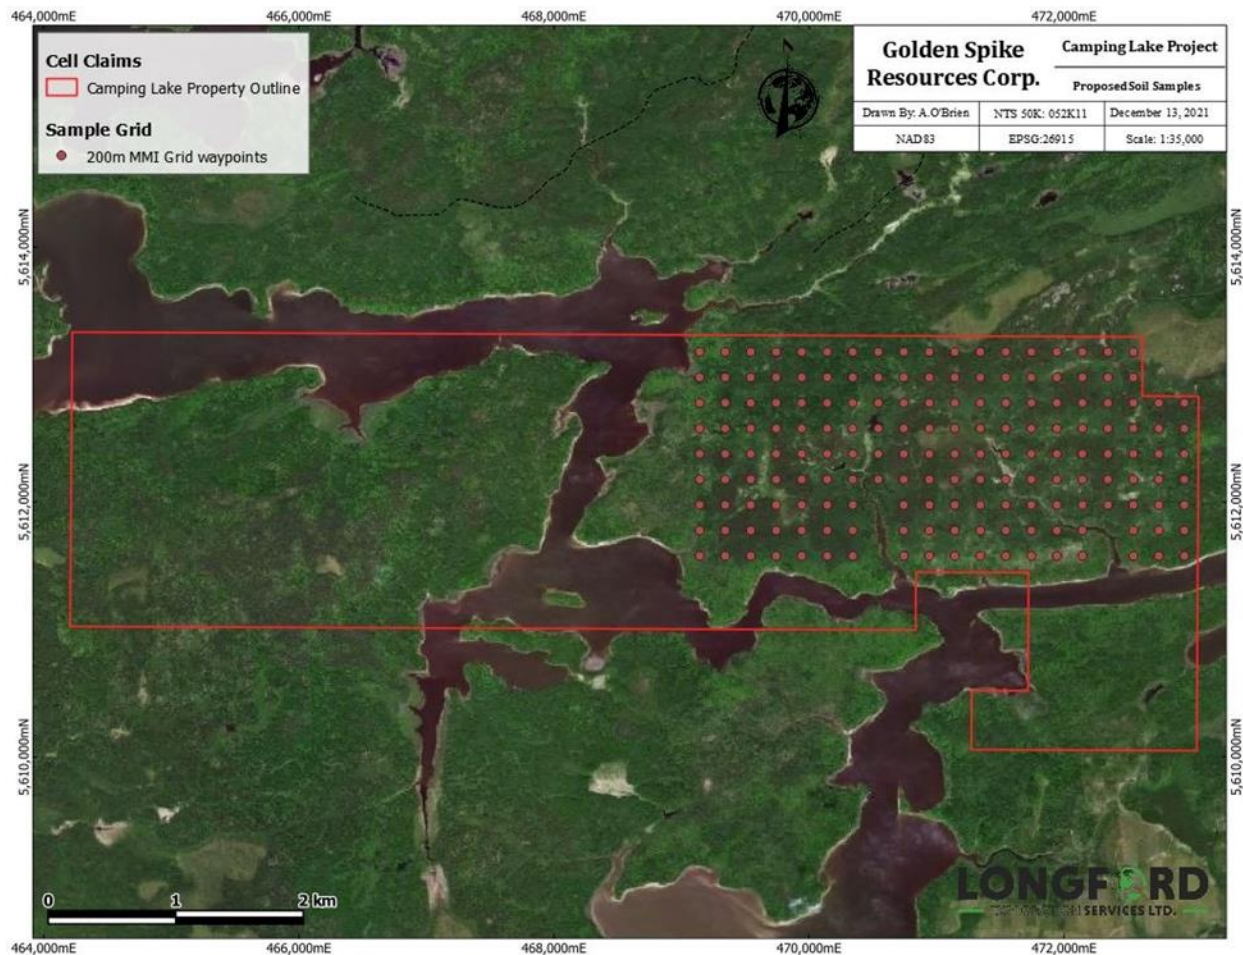 464,000mE
466,000mE
468,000mE
470,000mE
472,000mE
Cell Claims
Camping Lake Property Outline
Sample Grid
200m MMI Grid waypoints
Golden Spike
Resources Corp.
Camping Lake Project
Proposed Soil Samples
Drawn By: A.O'Brien
NTS 50K: 052K11
December 13, 2021
NAD83
EPSG:26915
Scale: 1:35,000
5,614,000mN
5,614,000mN
5,612,000mN
5,612,000mN
5,610,000mN
5,610,000mN
0 1 2 km
LONGFORD
SERVICES LTD.
464,000mE
466,000mE
468,000mE
470,000mE
472,000mE